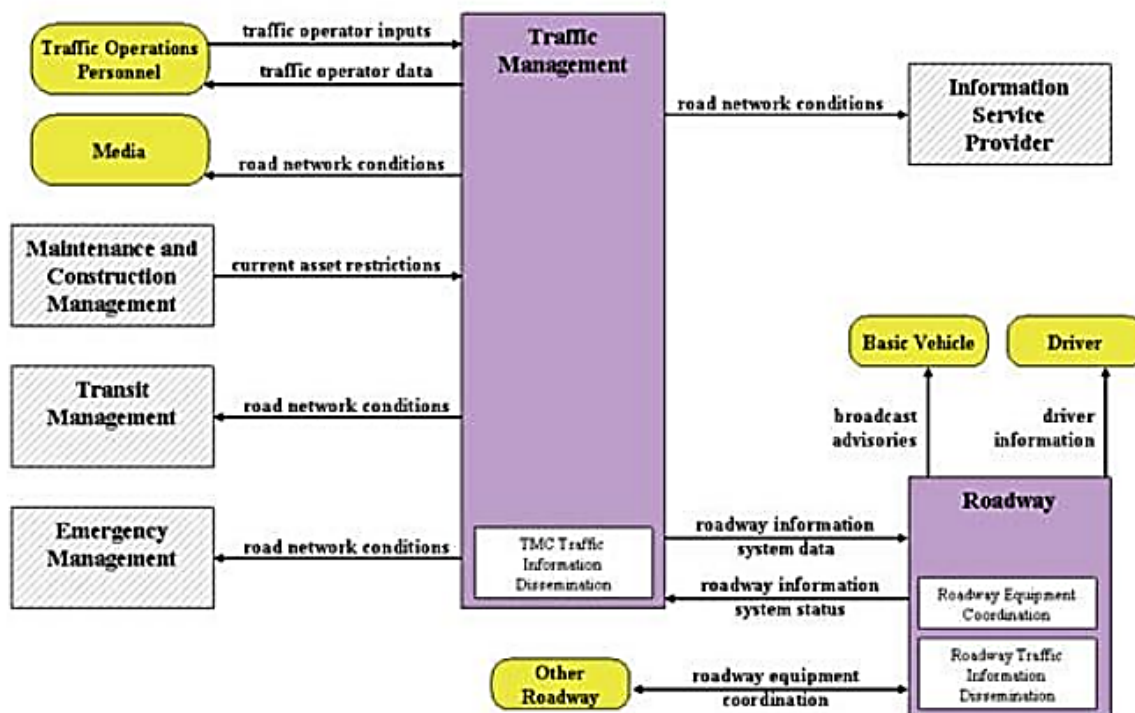 traffic operator inputs
Traffic Operations
Personnel
traffic operator data
Traffic
Management
road network conditions
Information
Service
Provider
Media
road network conditions
Maintenance and
Construction
Management
current asset restrictions
Basic Vehicle
Driver
Transit
Management
road network conditions
broadcast
advisories
driver
information
Roadway
Emergency
Management
road network conditions
TMC Traffic
Information
Dissemination
roadway information
system data
roadway information
system status
Roadway Equipment
Coordination
Roadway Traffic
Information
Dissemination
Other
Roadway
roadway equipment
coordination